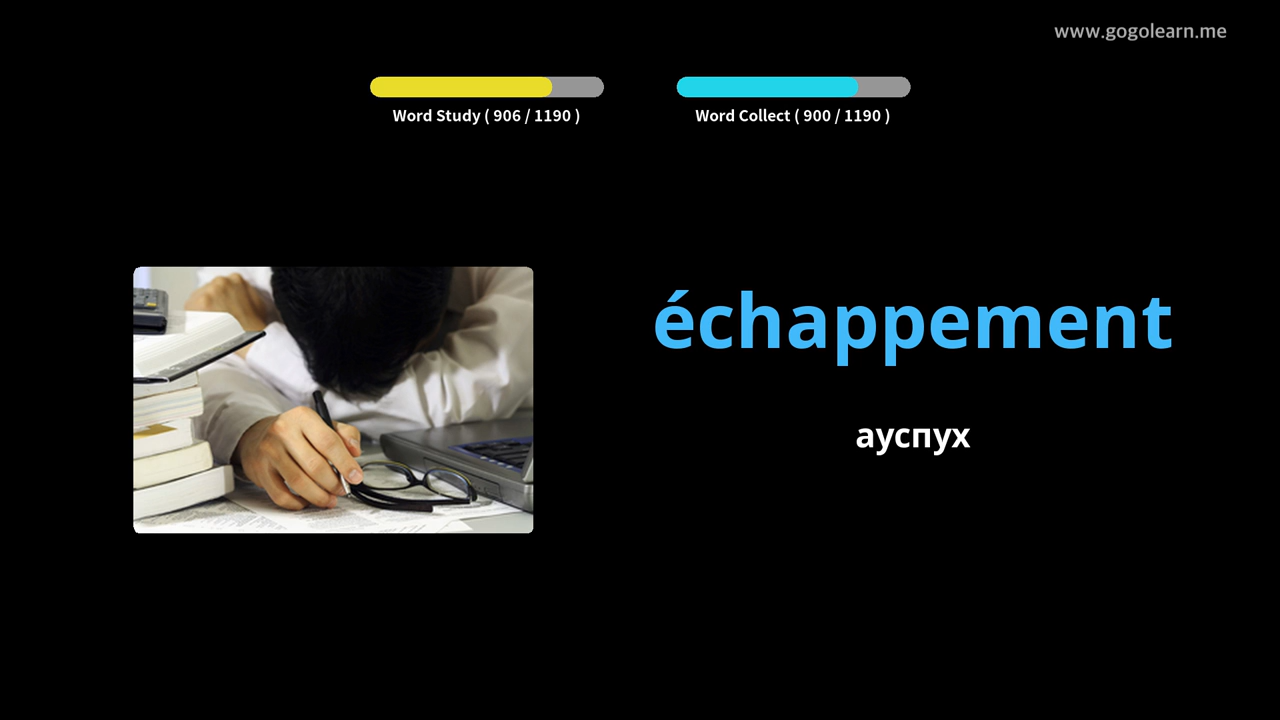 www.gogolearn.me
Word Study ( 906 / 1190 )
Word Collect ( 900 / 1190 )
échappement
ауспух